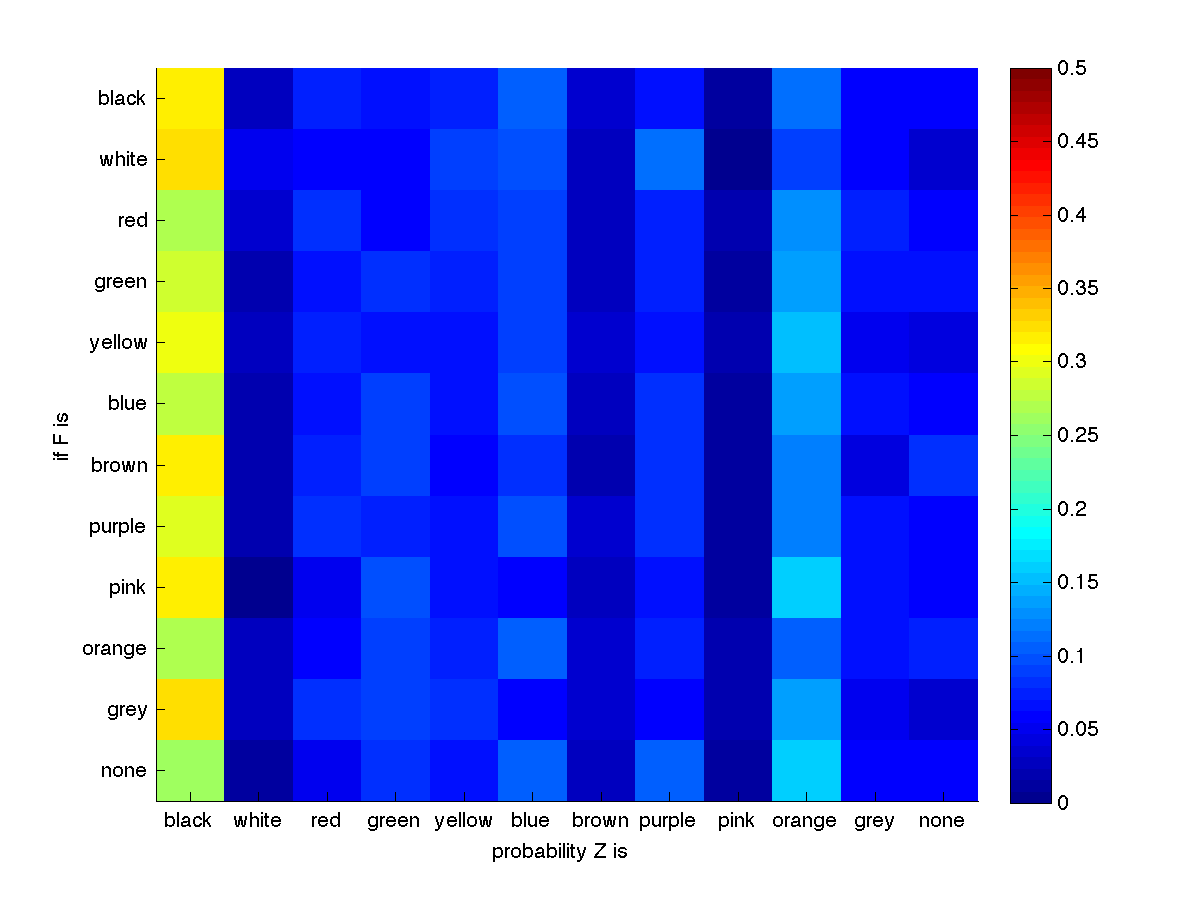 if F is
black
white
red
green
yellow
blue
brown
purple
pink
orange
grey
none
black white red green yellow blue brown purple pink orange grey none
probability Z is
0.5
0.45
0.4
0.35
0.3
0.25
0.2
0.15
0.1
0.05
0